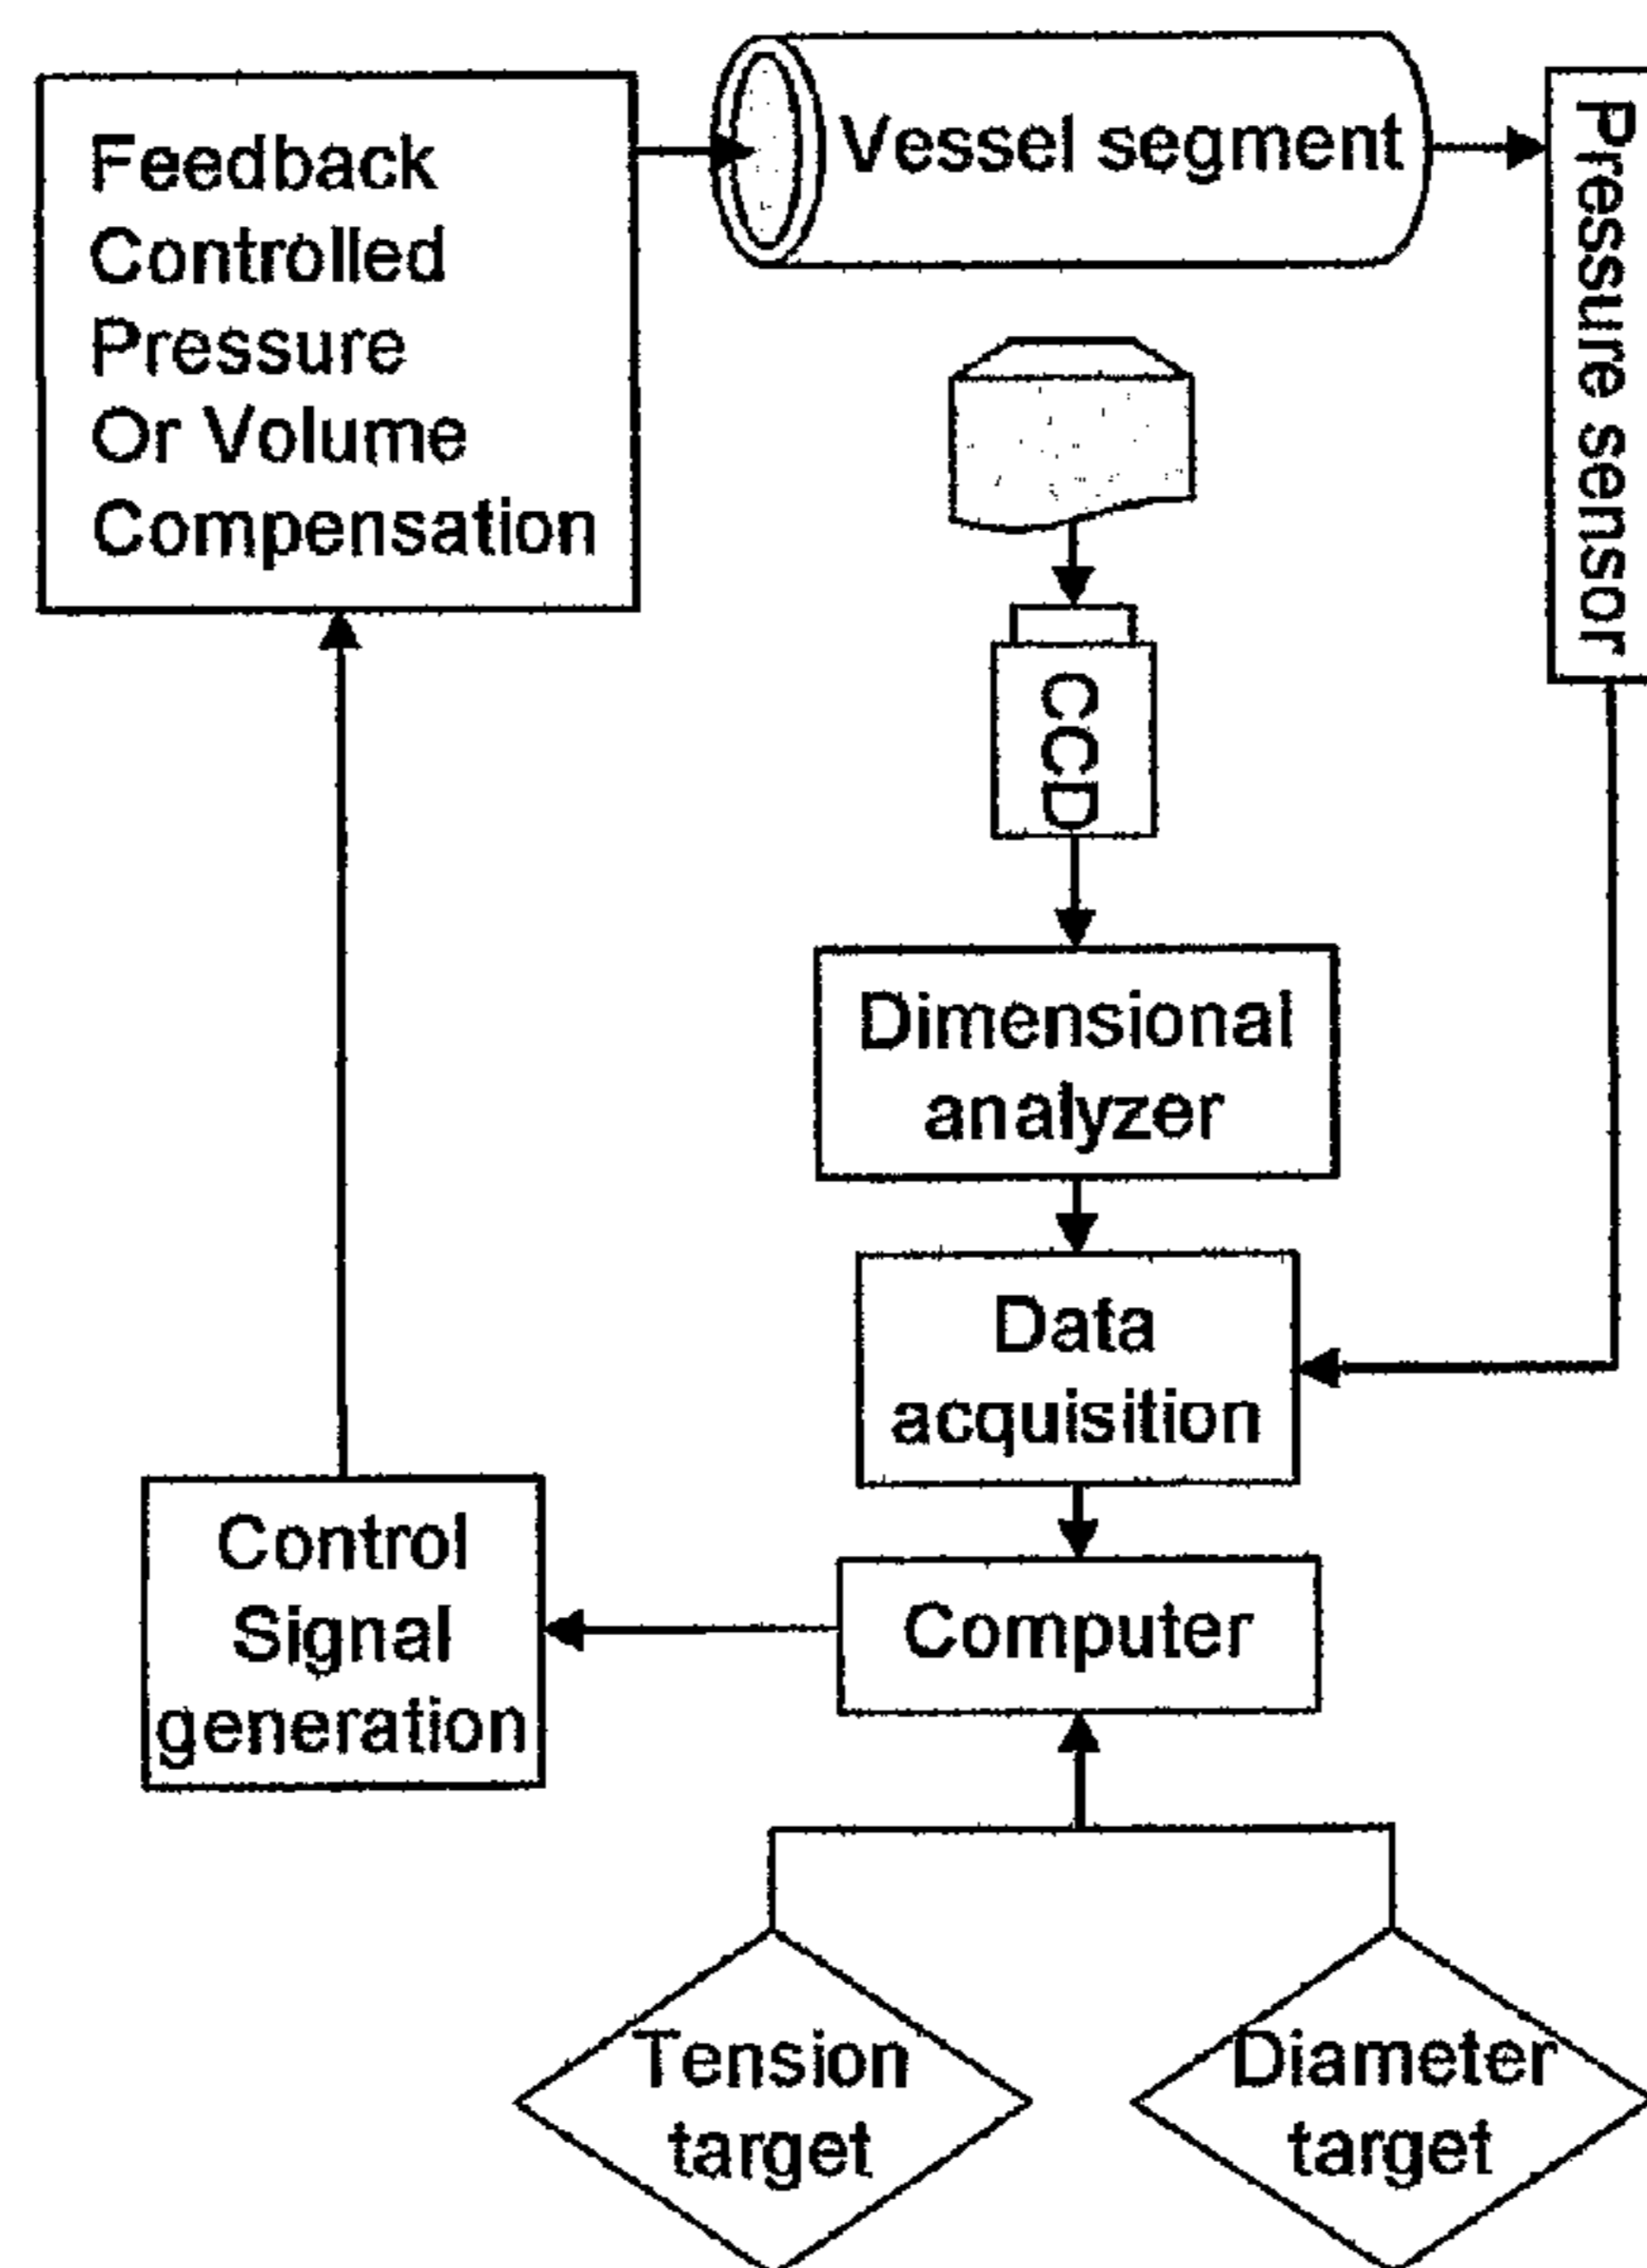 Feedback
Controlled
Pressure
Or Volume
Compensation
Vessel segment
Pressure sensor
CCD
Dimensional
analyzer
Data
acquisition
Control
Signal
generation
Computer
Tension
target
Diameter
target